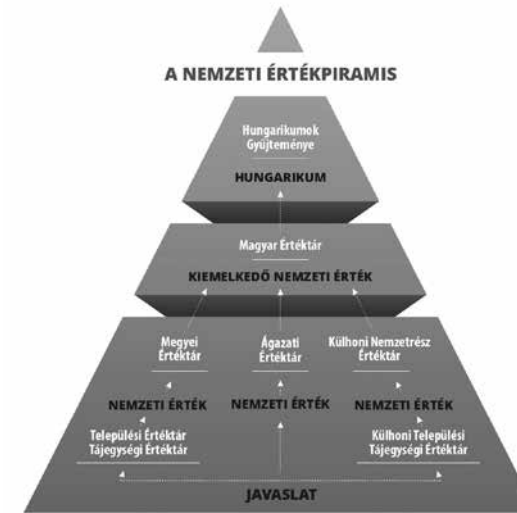 A NEMZETI ÉRTÉKPIRAMIS
Hungarikumok
Gyűjteménye
HUNGARIKUM
Magyar Értéktár
KIEMELKEDŐ NEMZETI ÉRTÉK
Megyei
Értéktár
Ágazati
Értéktár
Külhoni Nemzetrész
Értéktár
NEMZETI ÉRTÉK
NEMZETI ÉRTÉK
NEMZETI ÉRTÉK
Települési Értéktár
Tájegységi Értéktár
Külhoni Települési
Tájegységi Értéktár
JAVASLAT